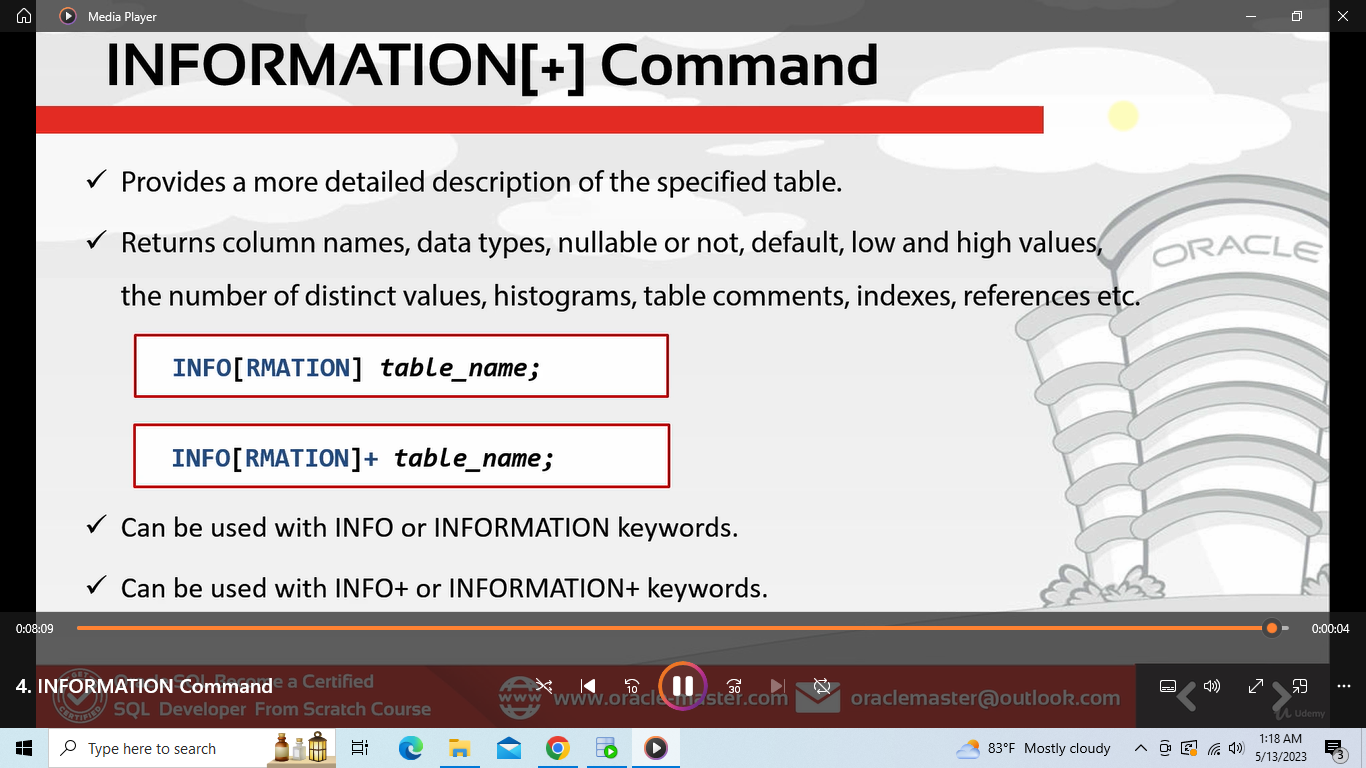 Media Player
INFORMATION[+] Command
ORACLE
✓ Provides a more detailed description of the specified table.
✓ Returns column names, data types, nullable or not, default, low and high values,
the number of distinct values, histograms, table comments, indexes, references etc.
INFO[RMATION] table_name;
INFO[RMATION]+ table_name;
✓ Can be used with INFO or INFORMATION keywords.
✓ Can be used with INFO+ or INFORMATION+ keywords.
0:08:09
0:00:04
4. INFORMATION Command
Oracle SQL Become a Certified
SQL Developer From Scratch Course
CERTIFIED
www.oracle-master.com
oraclemaster@outlook.com
10
30
Udemy
Type here to search
83°F Mostly cloudy
1:18 AM
5/13/2023
3